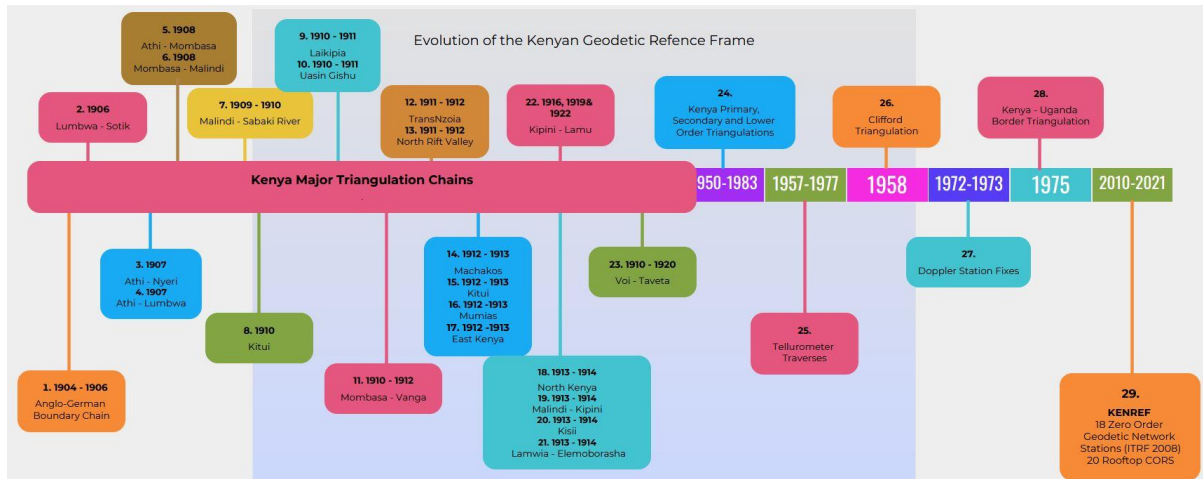 Evolution of the Kenyan Geodetic Refence Frame
5. 1908
Athi - Mombasa
6. 1908
Mombasa - Malindi
9. 1910 - 1911
Laikipia
10. 1910 - 1911
Uasin Gishu
2. 1906
Lumbwa - Sotik
7. 1909 - 1910
Malindi - Sabaki River
12. 1911 - 1912
TransNzoia
13. 1911 - 1912
North Rift Valley
22. 1916, 1919&
1922
Kipini - Lamu
24.
Kenya Primary,
Secondary and Lower
Order Triangulations
26.
Clifford
Triangulation
28.
Kenya - Uganda
Border Triangulation
Kenya Major Triangulation Chains
950-1983
1957-1977
1958
1972-1973
1975
2010-2021
3. 1907
Athi - Nyeri
4. 1907
Athi - Lumbwa
14. 1912 - 1913
Machakos
15. 1912 - 1913
Kitui
16. 1912 -1913
Mumias
17. 1912 -1913
East Kenya
23. 1910 - 1920
Voi - Taveta
27.
Doppler Station Fixes
8. 1910
Kitui
25.
Tellurometer
Traverses
1. 1904 - 1906
Anglo-German
Boundary Chain
11. 1910 - 1912
Mombasa - Vanga
18. 1913 - 1914
North Kenya
19. 1913 - 1914
Malindi - Kipini
20. 1913 - 1914
Kisii
21. 1913 - 1914
Lamwia - Elemoborasha
29.
KENREF
18 Zero Order
Geodetic Network
Stations (ITRF 2008)
20 Rooftop CORS